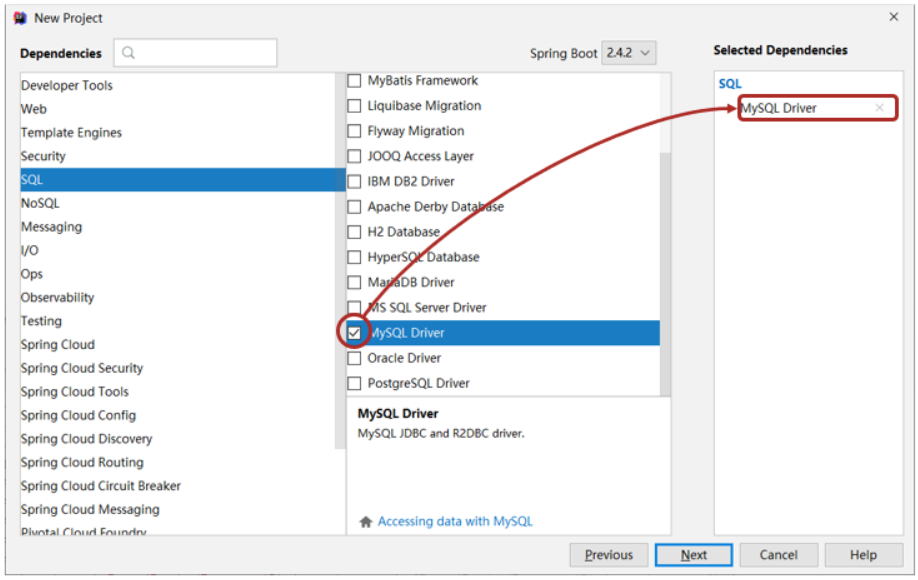 New Project
Dependencies
Spring Boot 2.4.2
Selected Dependencies
Developer Tools
Web
Template Engines
Security
SQL
NoSQL
Messaging
I/O
Ops
Observability
Testing
Spring Cloud
Spring Cloud Security
Spring Cloud Tools
Spring Cloud Config
Spring Cloud Discovery
Spring Cloud Routing
Spring Cloud Circuit Breaker
Spring Cloud Messaging
Pivotal Cloud Foundry
MyBatis Framework
Liquibase Migration
Flyway Migration
JOOQ Access Layer
IBM DB2 Driver
Apache Derby Database
H2 Database
HyperSQL Database
MariaDB Driver
MS SQL Server Driver
MySQL Driver
Oracle Driver
PostgreSQL Driver
MySQL Driver
MySQL JDBC and R2DBC driver.
Accessing data with MySQL
SQL
MySQL Driver
Previous
Next
Cancel
Help